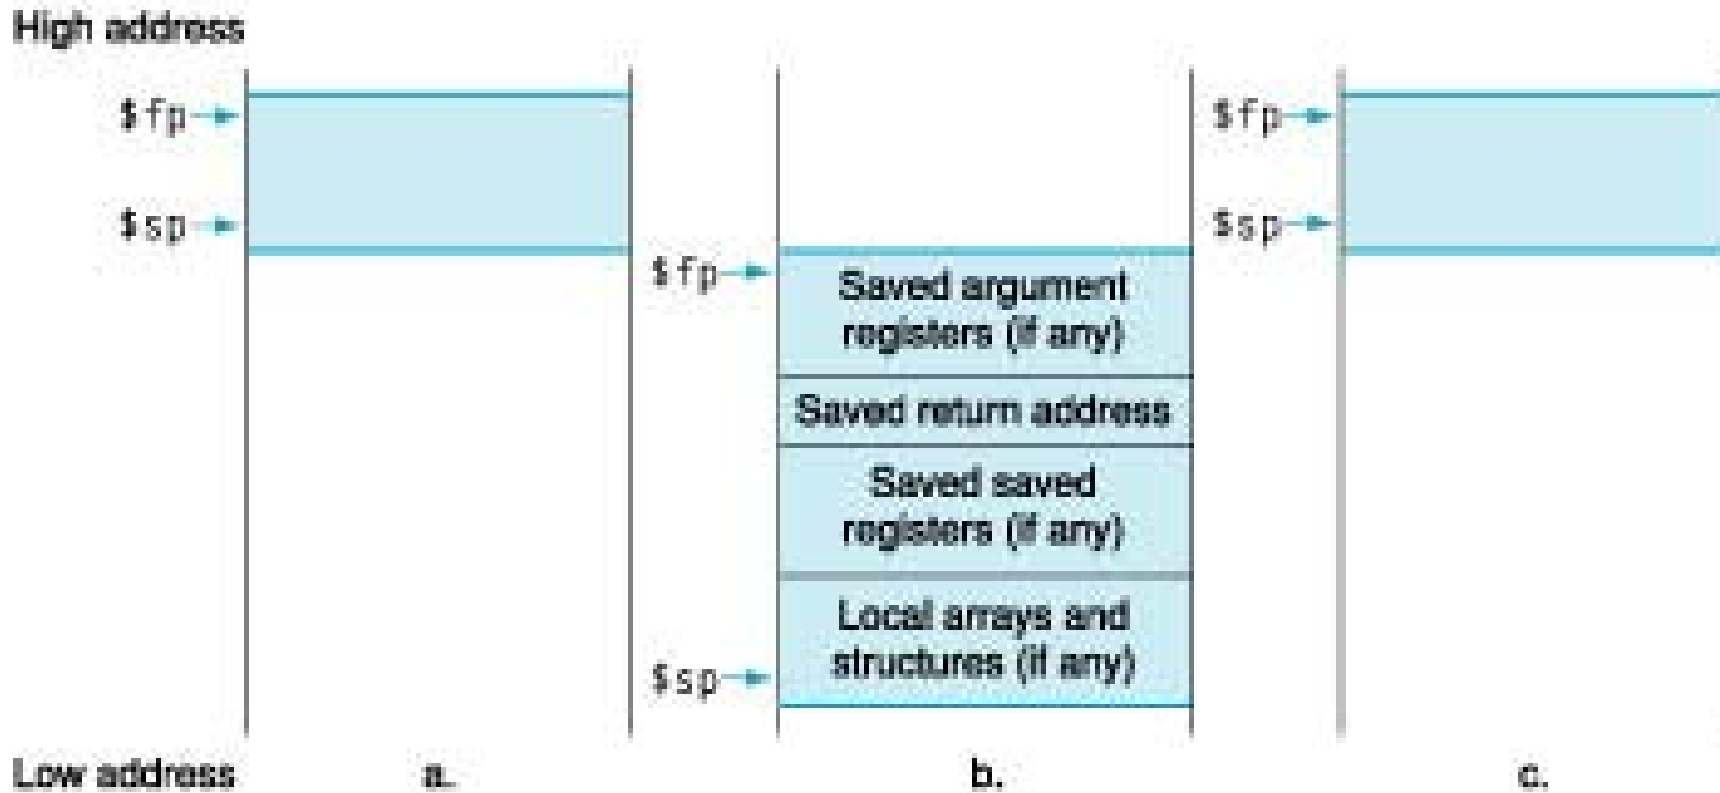 High address
$fp
$sp
$fp
Saved argument
registers (if any)
Saved return address
Saved saved
registers (if any)
Local arrays and
structures (if any)
$sp
$fp
$sp
Low address
a.
b.
c.